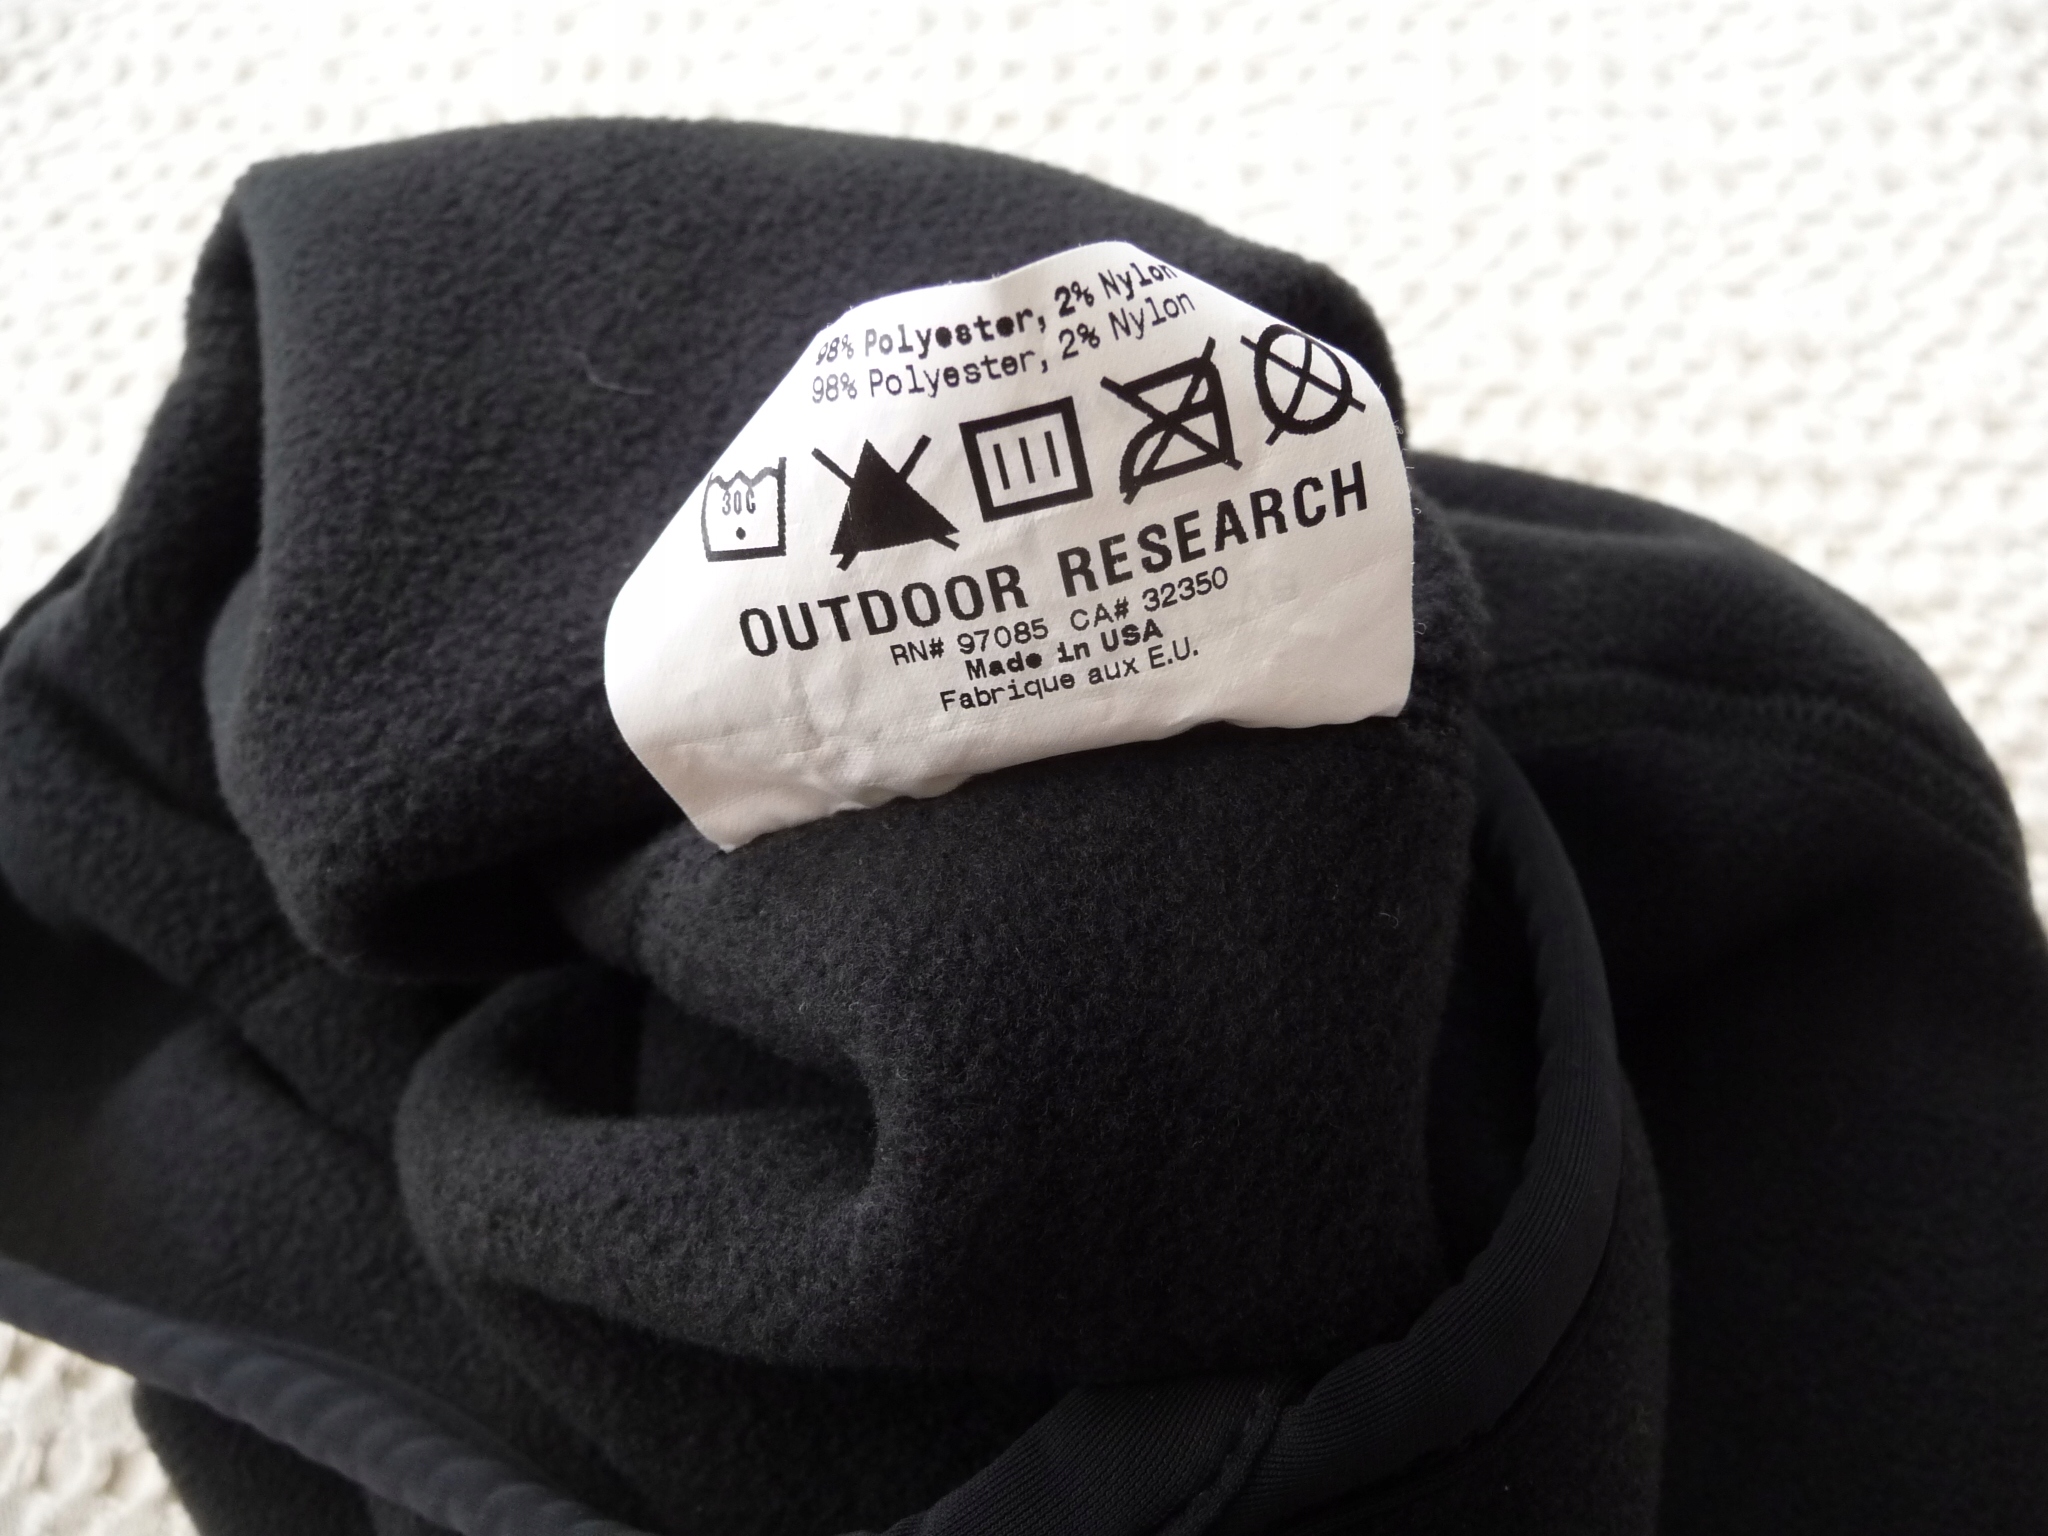 98% Polyester, 2% Nylon
98% Polyester, 2% Nylon
30C
OUTDOOR RESEARCH
RN# 97085 CA# 32350
Made in USA
Fabrique aux E.U.